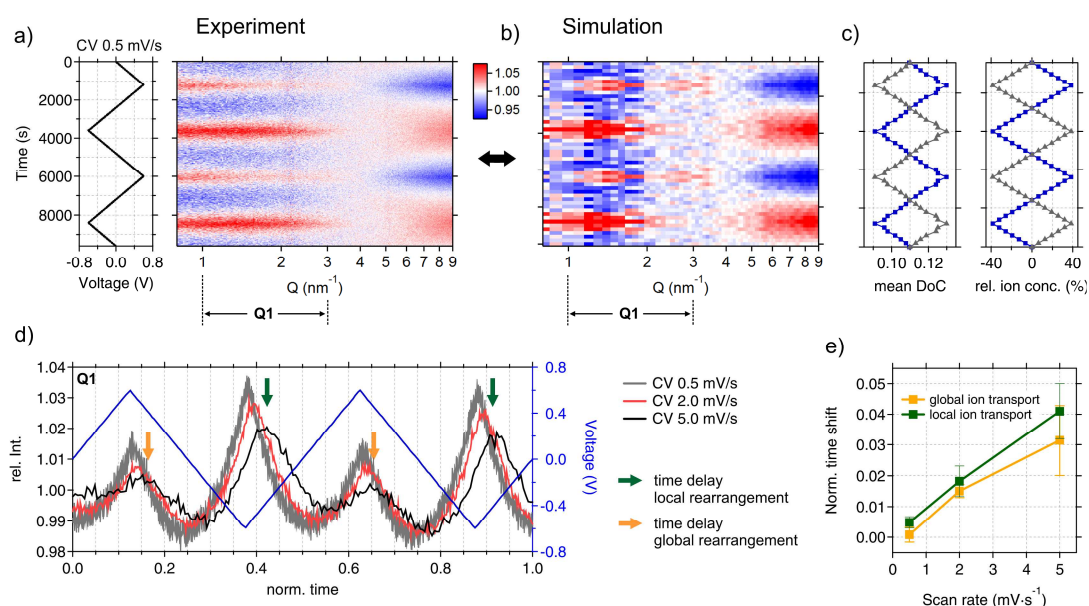 Experiment
Simulation
a)
b)
c)
CV 0.5 mV/s
0
2000
4000
6000
8000
Time (s)
-0.8
0.0
0.8
Voltage (V)
1.05
1.00
0.95
1
2
3
4
5
6
7
8
9
Q (nm⁻¹)
Q1
1
2
3
4
5
6
7
8
9
Q (nm⁻¹)
Q1
0.10
0.12
mean DoC
-40
0
40
rel. ion conc. (%)
d)
Q1
1.04
1.03
1.02
1.01
1.00
0.99
0.98
rel. Int.
0.0
0.2
0.4
0.6
0.8
1.0
norm. time
0.8
0.4
0.0
-0.4
-0.8
Voltage (V)
CV 0.5 mV/s
CV 2.0 mV/s
CV 5.0 mV/s
time delay
local rearrangement
time delay
global rearrangement
e)
0.05
0.04
0.03
0.02
0.01
0.00
Norm. time shift
global ion transport
local ion transport
0
1
2
3
4
5
Scan rate (mV·s⁻¹)